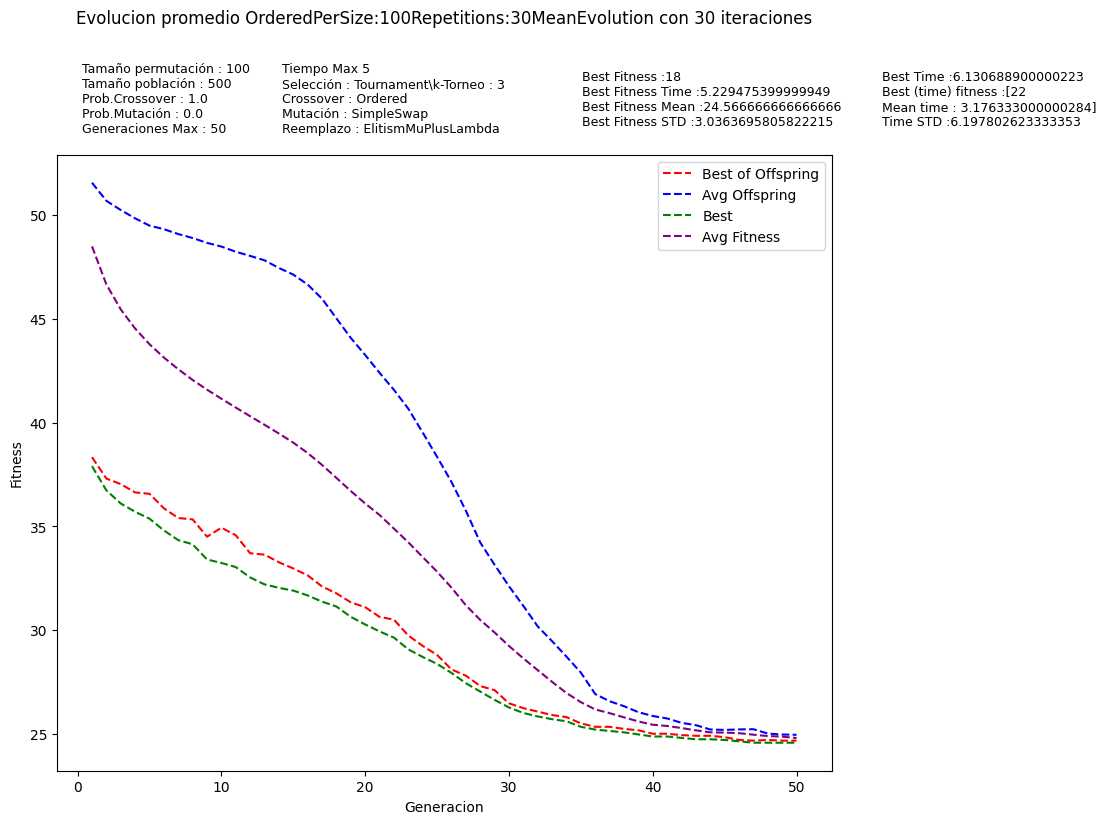 Evolucion promedio OrderedPerSize:100Repetitions:30MeanEvolution con 30 iteraciones
Tamaño permutación : 100
Tamaño población : 500
Prob.Crossover : 1.0
Prob.Mutación : 0.0
Generaciones Max : 50
Tiempo Max 5
Selección : Tournament\k-Torneo : 3
Crossover : Ordered
Mutación : SimpleSwap
Reemplazo : ElitismMuPlusLambda
Best Fitness :18
Best Fitness Time :5.229475399999949
Best Fitness Mean :24.566666666666666
Best Fitness STD :3.0363695805822215
Best Time :6.130688900000223
Best (time) fitness :[22
Mean time : 3.176333000000284]
Time STD :6.197802623333353
Best of Offspring
Avg Offspring
Best
Avg Fitness
Fitness
50
45
40
35
30
25
0 10 20 30 40 50
Generacion